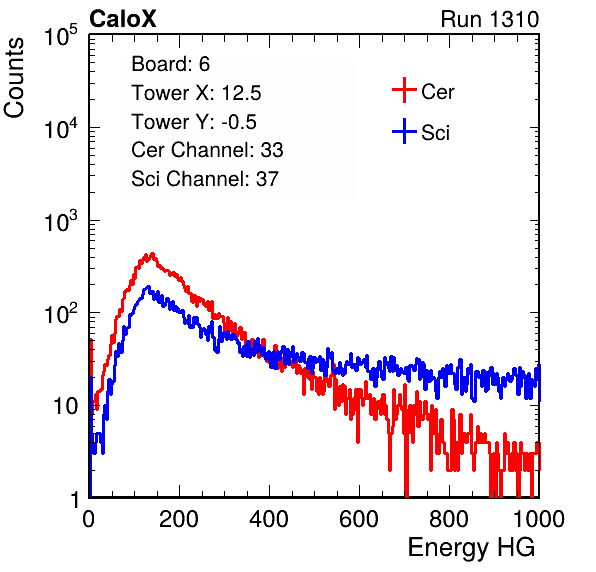 CaloX Run 1310
Counts
Board: 6
Tower X: 12.5
Tower Y: -0.5
Cer Channel: 33
Sci Channel: 37
Cer
Sci
10^5
10^4
10^3
10^2
10
1
0 200 400 600 800 1000
Energy HG